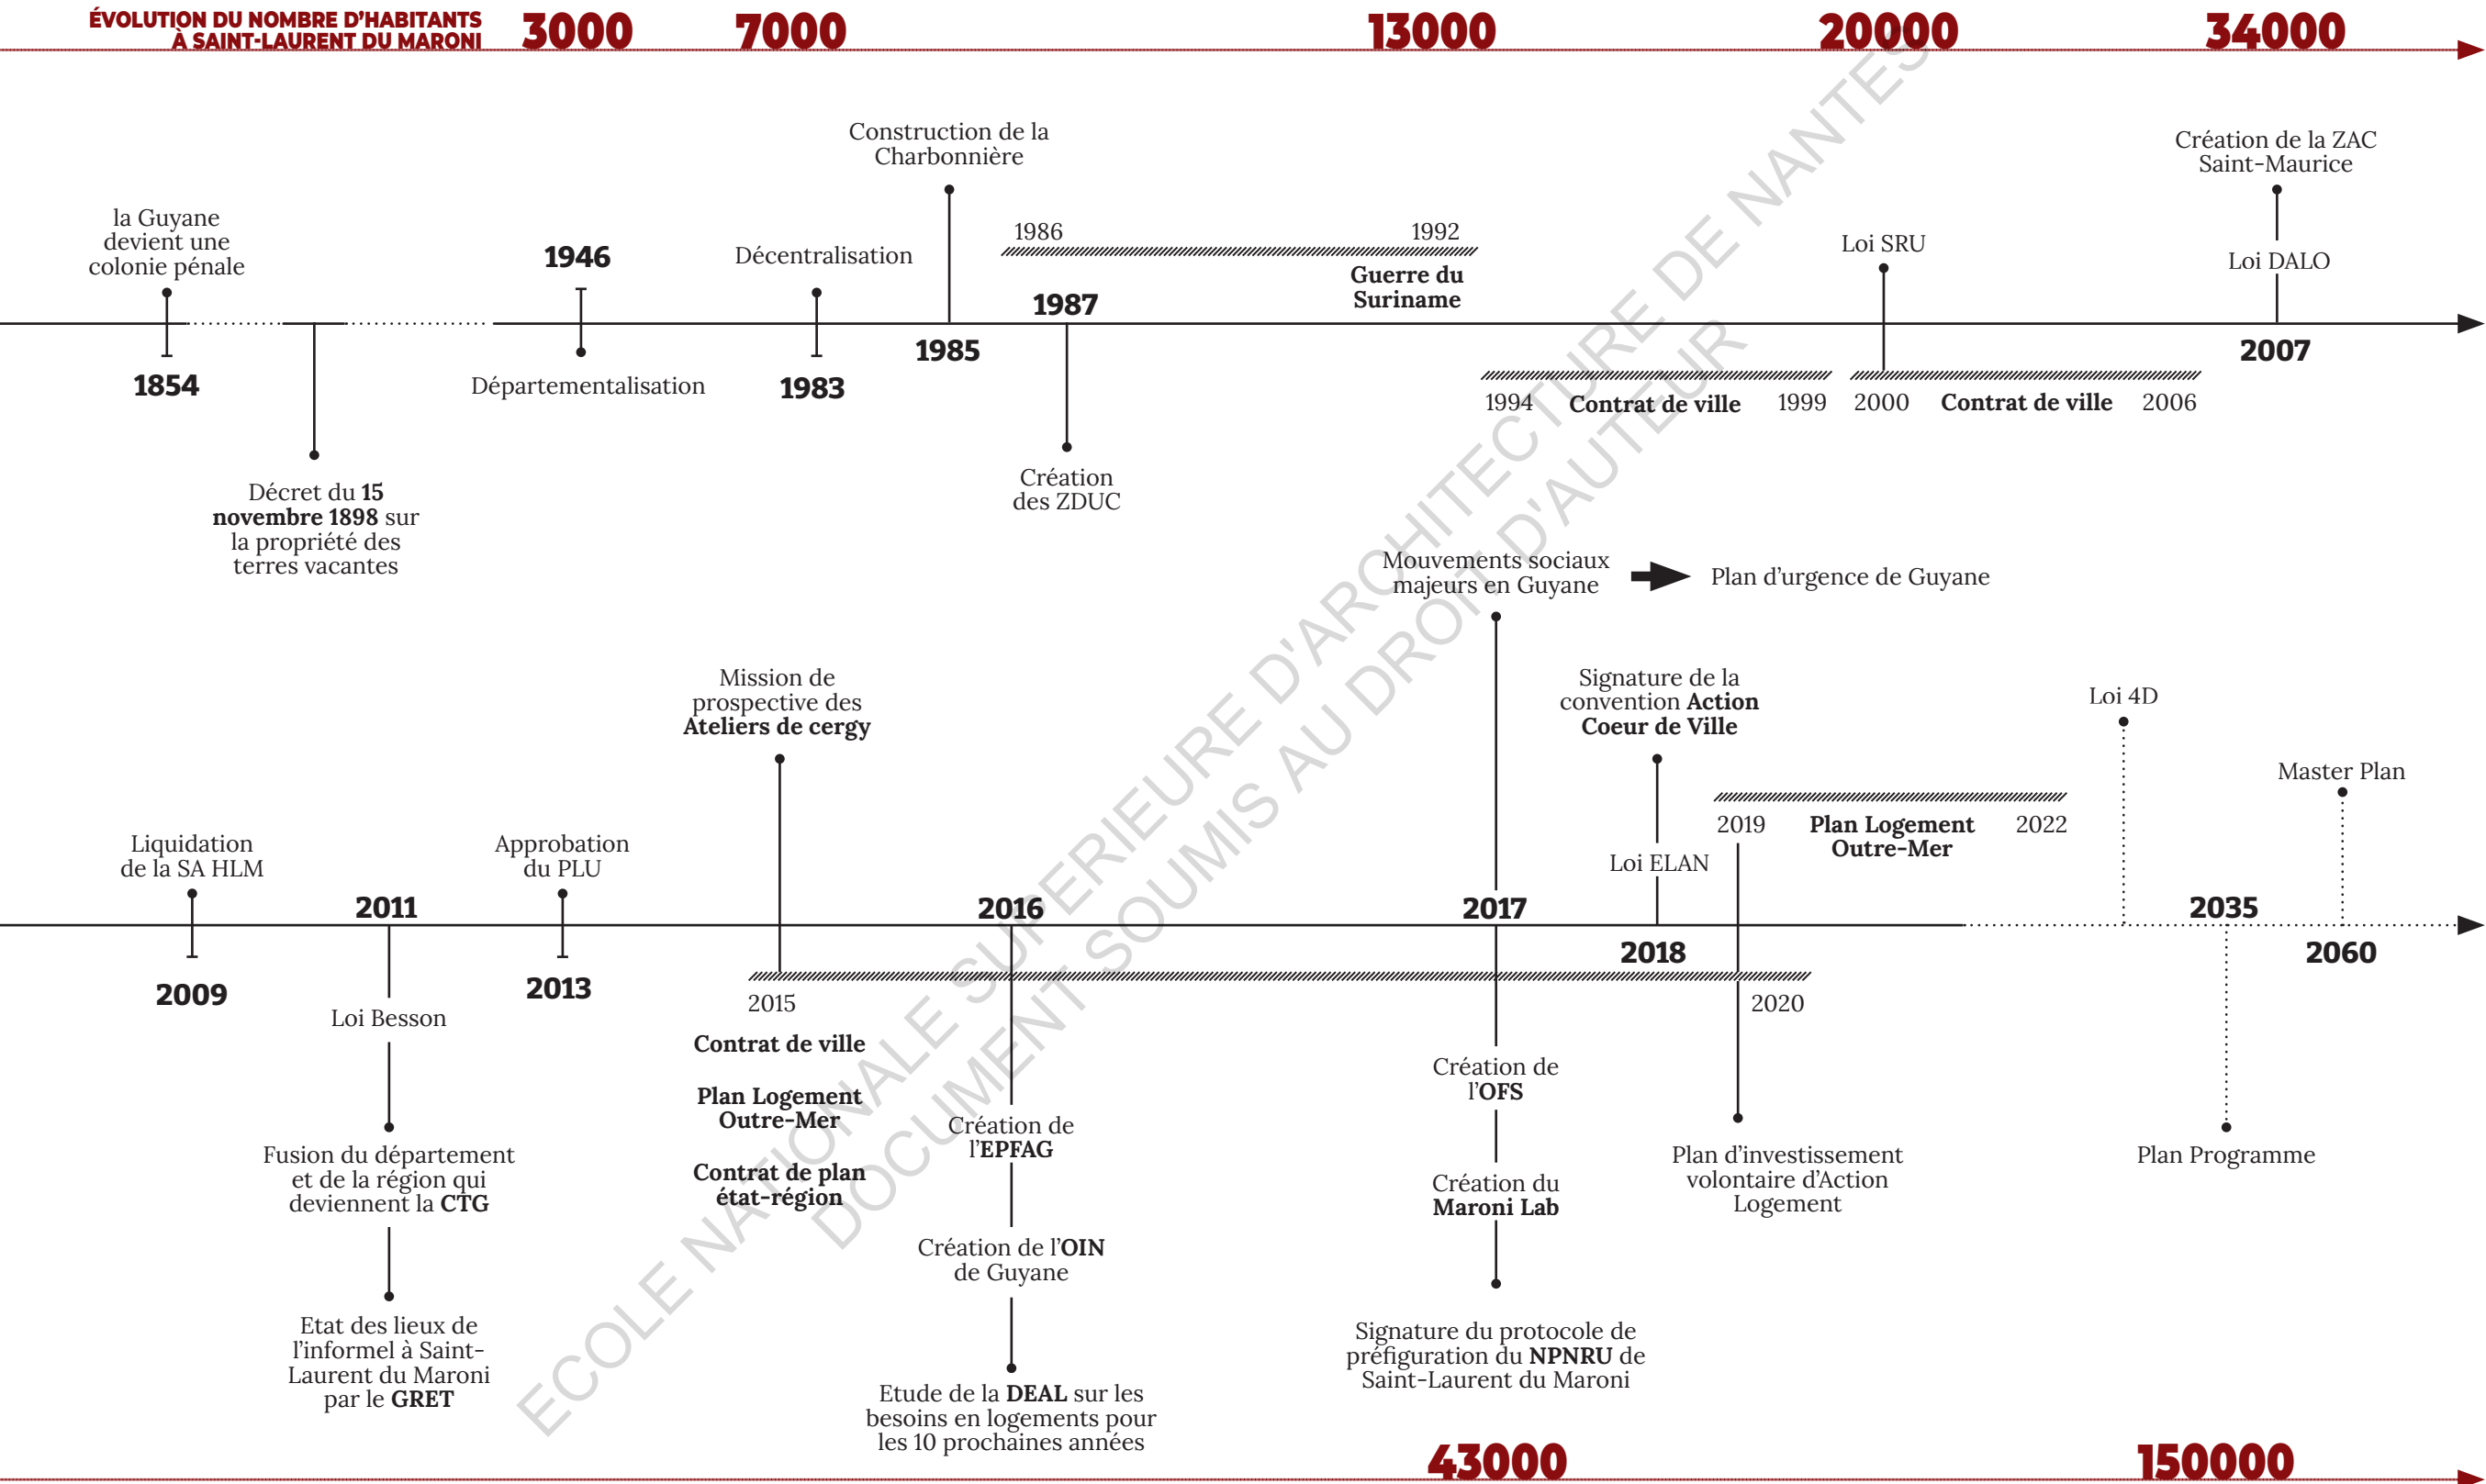 ÉVOLUTION DU NOMBRE D'HABITANTS
À SAINT-LAURENT DU MARONI
3000
7000
13000
20000
34000
Construction de la
Charbonnière
Création de la ZAC
Saint-Maurice
la Guyane
devient une
colonie pénale
1946
Décentralisation
1986
1992
Guerre du
Suriname
Loi SRU
Loi DALO
1987
1854
Départementalisation
1983
1985
1994
Contrat de ville
1999
2000
Contrat de ville
2006
2007
Décret du 15
novembre 1898 sur
la propriété des
terres vacantes
Création
des ZDUC
Mouvements sociaux
majeurs en Guyane
Plan d'urgence de Guyane
Mission de
prospective des
Ateliers de cergy
Signature de la
convention Action
Coeur de Ville
Loi 4D
Master Plan
Liquidation
de la SA HLM
Approbation
du PLU
2019
Plan Logement
Outre-Mer
2022
Loi ELAN
2011
2016
2017
2035
2009
2013
2018
2060
2015
2020
Loi Besson
Contrat de ville
Plan Logement
Outre-Mer
Contrat de plan
état-région
Création de
l'EPFAG
Création de
l'OFS
Fusion du département
et de la région qui
deviennent la CTG
Création du
Maroni Lab
Plan d'investissement
volontaire d'Action
Logement
Plan Programme
Création de l'OIN
de Guyane
Etat des lieux de
l'informel à Saint-
Laurent du Maroni
par le GRET
Etude de la DEAL sur les
besoins en logements pour
les 10 prochaines années
Signature du protocole de
préfiguration du NPNRU de
Saint-Laurent du Maroni
43000
150000
ECOLE NATIONALE SUPERIEURE D'ARCHITECTURE DE NANTES
DOCUMENT SOUMIS AU DROIT D'AUTEUR